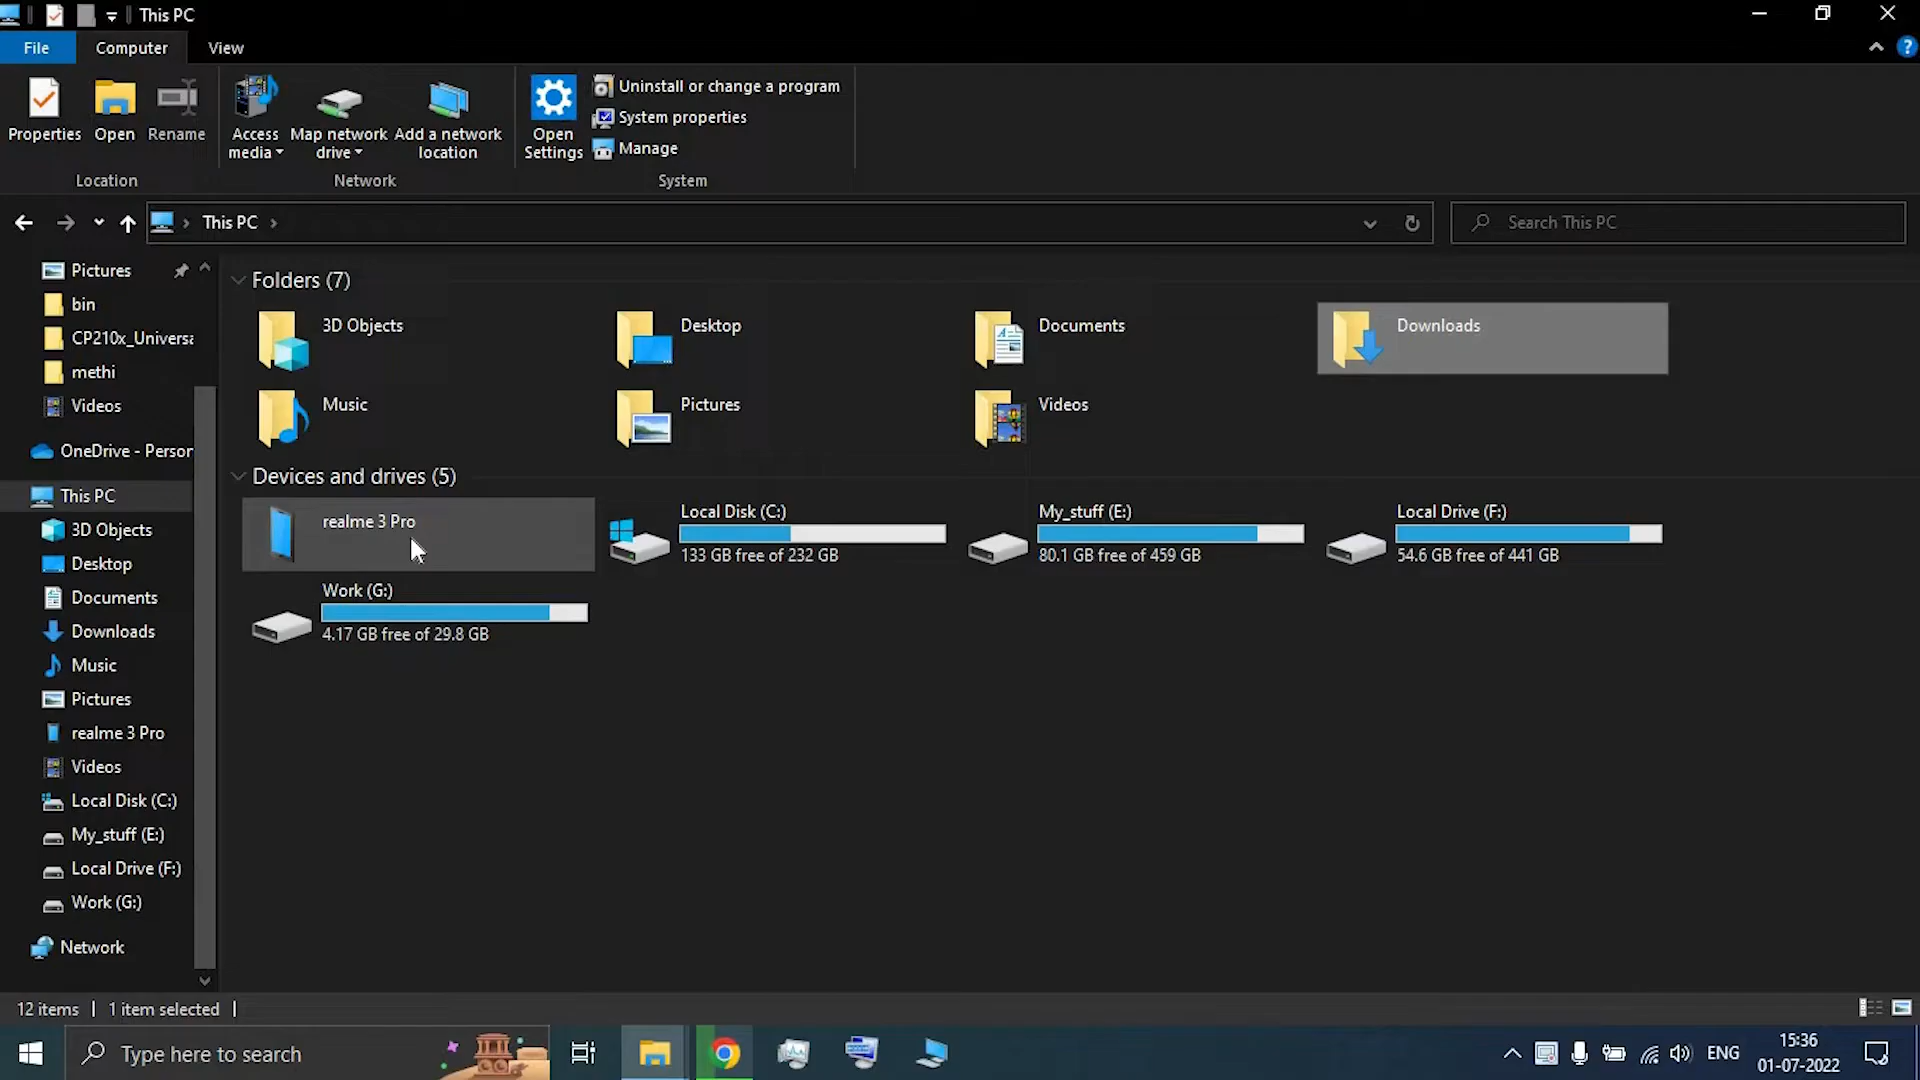 This PC
File
Computer
View
Properties
Open
Rename
Access
media
Map network
drive
Add a network
location
Open
Settings
Uninstall or change a program
System properties
Manage
Location
Network
System
This PC
Search This PC
Pictures
bin
CP210x_Universa
methi
Videos
OneDrive - Person
This PC
3D Objects
Desktop
Documents
Downloads
Music
Pictures
realme 3 Pro
Videos
Local Disk (C:)
My_stuff (E:)
Local Drive (F:)
Work (G:)
Network
Folders (7)
3D Objects
Desktop
Documents
Downloads
Music
Pictures
Videos
Devices and drives (5)
realme 3 Pro
Local Disk (C:)
133 GB free of 232 GB
My_stuff (E:)
80.1 GB free of 459 GB
Local Drive (F:)
54.6 GB free of 441 GB
Work (G:)
4.17 GB free of 29.8 GB
12 items
1 item selected
Type here to search
ENG
15:36
01-07-2022